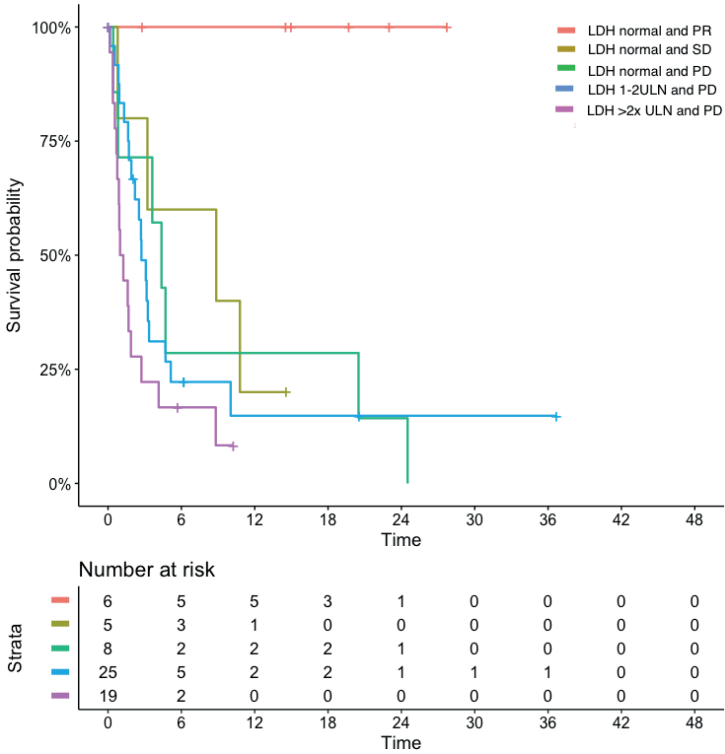 100%
75%
50%
25%
0%
Survival probability
LDH normal and PR
LDH normal and SD
LDH normal and PD
LDH 1-2ULN and PD
LDH >2x ULN and PD
0 6 12 18 24 30 36 42 48
Time
Number at risk
Strata
6 5 5 3 1 0 0 0 0
5 3 1 0 0 0 0 0 0
8 2 2 2 1 0 0 0 0
25 5 2 2 1 1 1 0 0
19 2 0 0 0 0 0 0 0
0 6 12 18 24 30 36 42 48
Time